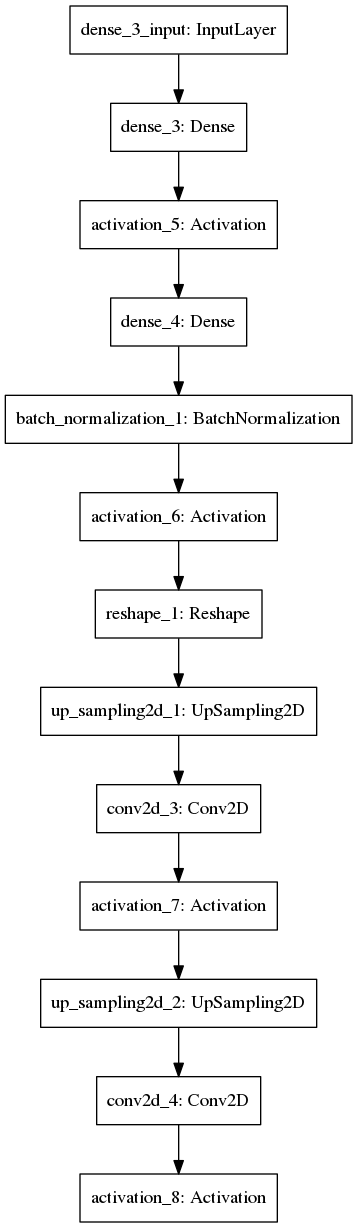 dense_3_input: InputLayer
dense_3: Dense
activation_5: Activation
dense_4: Dense
batch_normalization_1: BatchNormalization
activation_6: Activation
reshape_1: Reshape
up_sampling2d_1: UpSampling2D
conv2d_3: Conv2D
activation_7: Activation
up_sampling2d_2: UpSampling2D
conv2d_4: Conv2D
activation_8: Activation